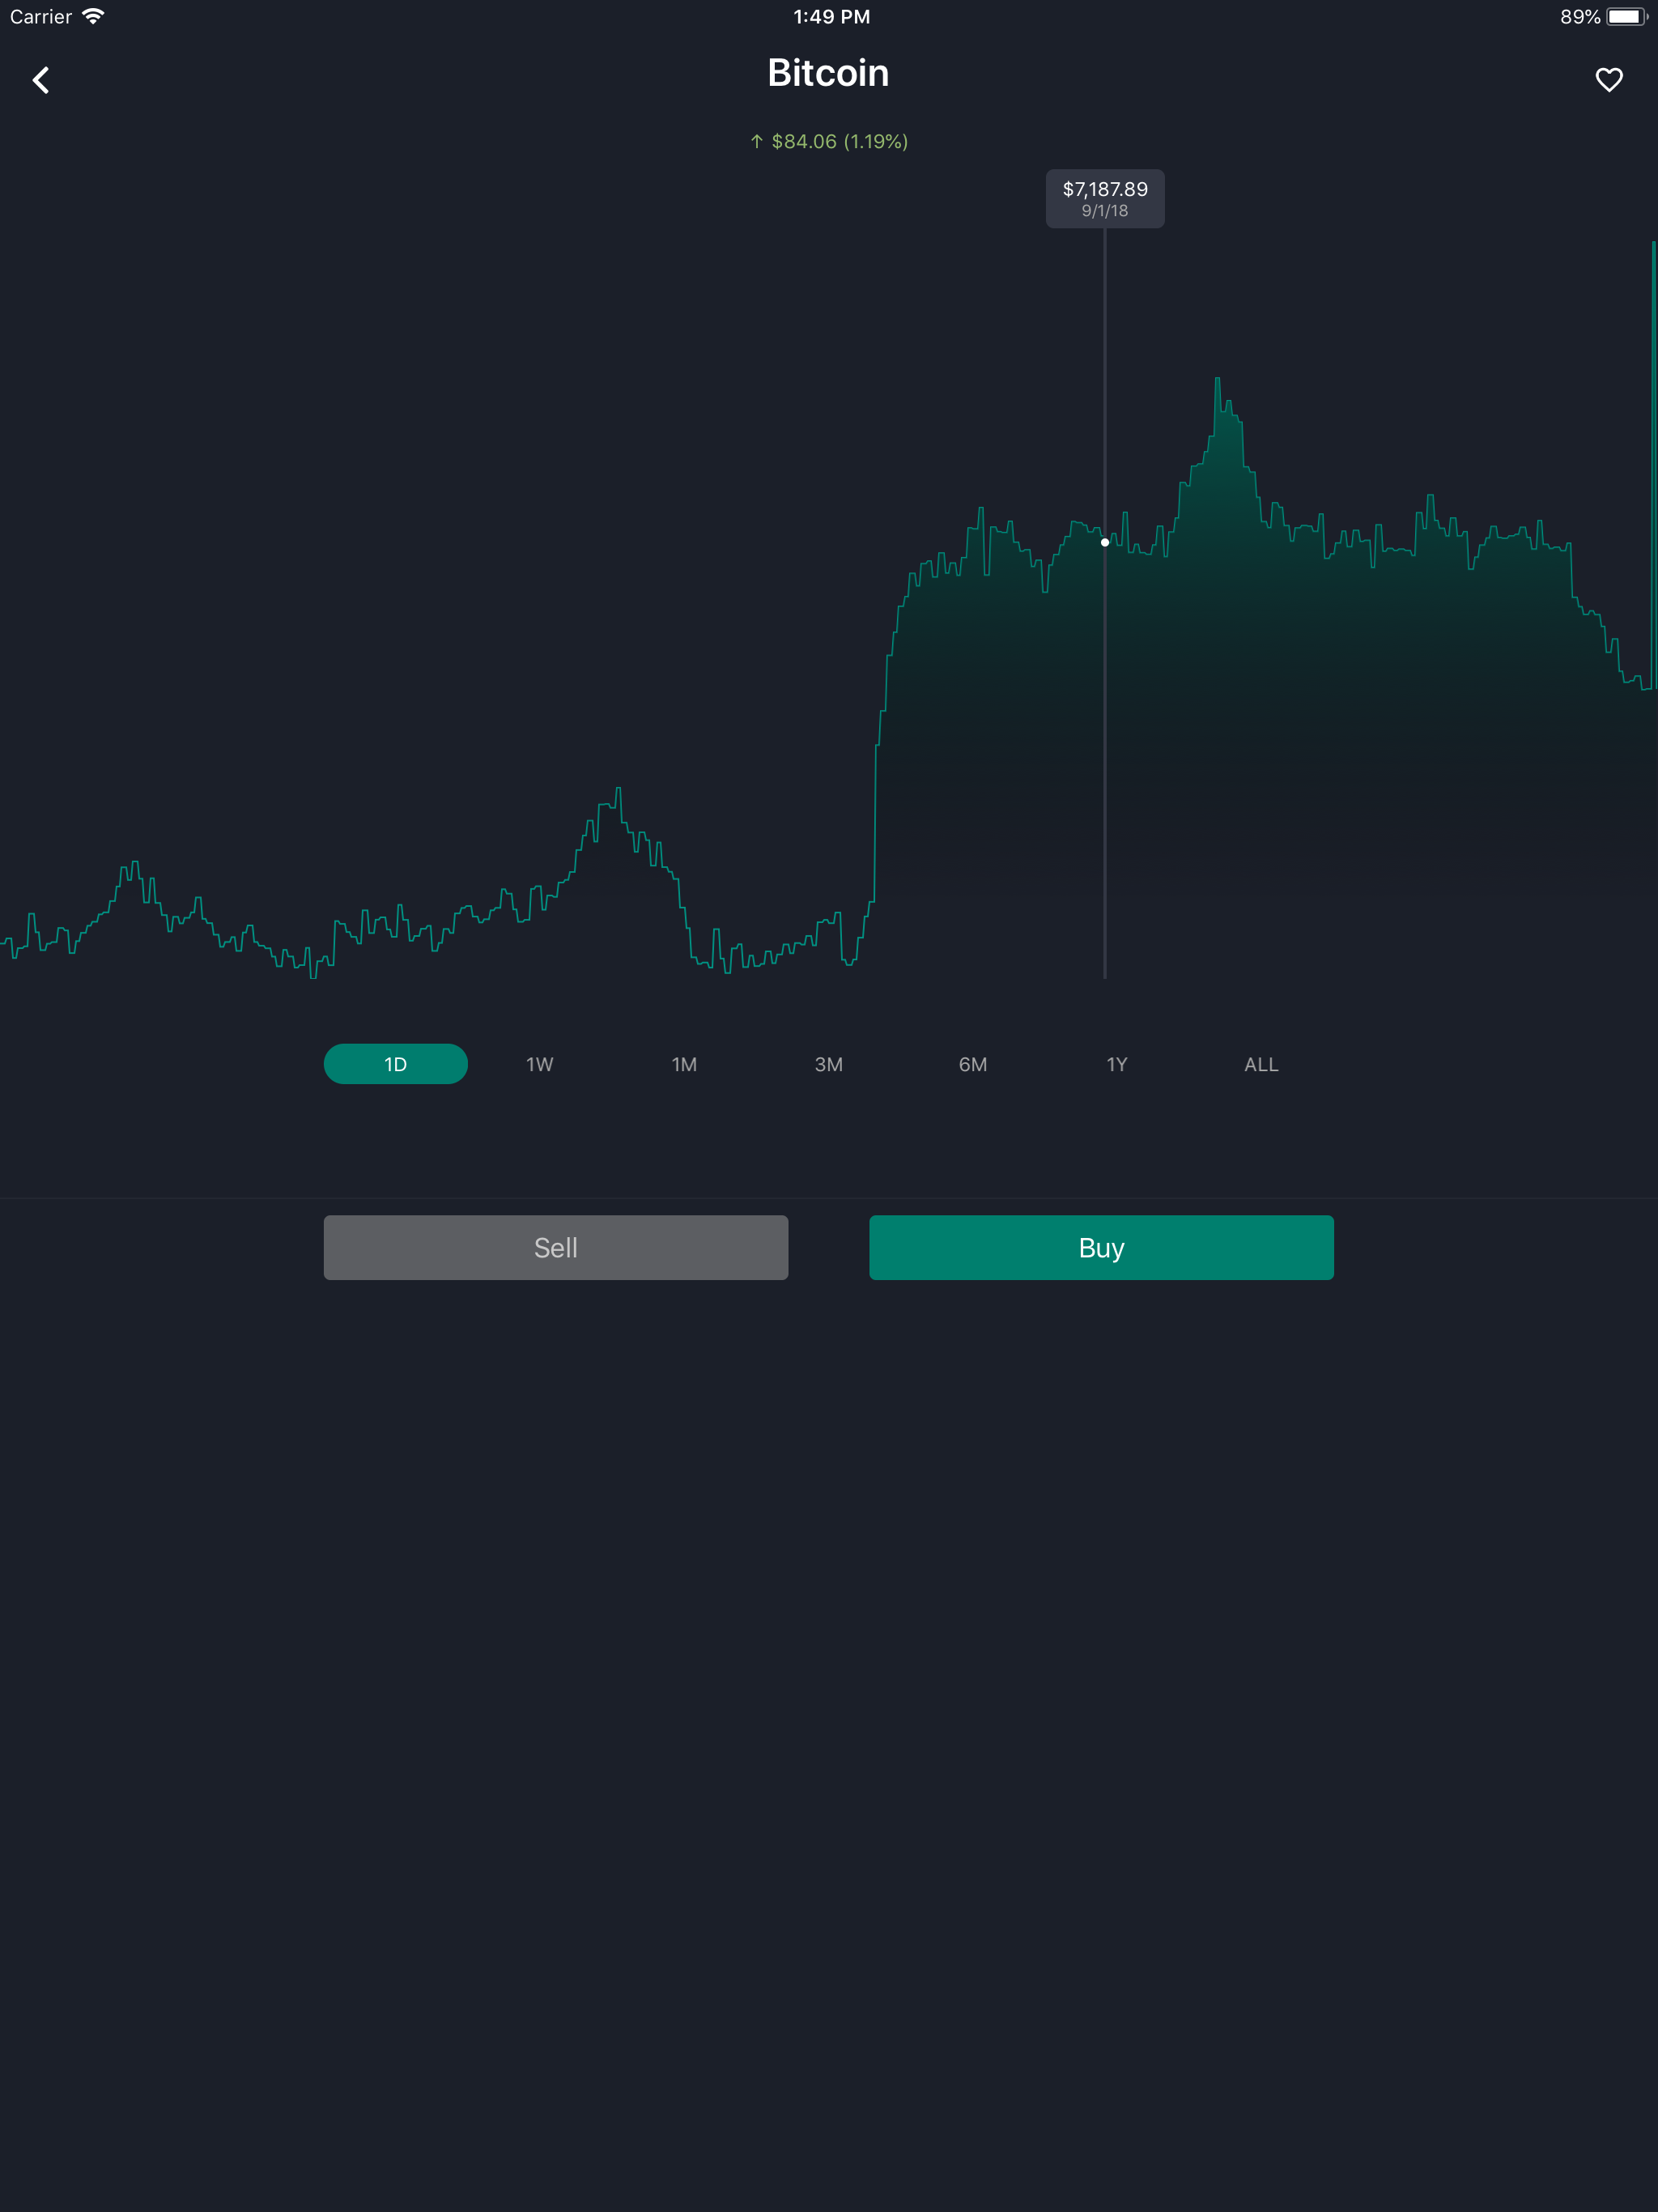 Carrier 1:49 PM 89%
Bitcoin
↑ $84.06 (1.19%)
$7,187.89
9/1/18
1D 1W 1M 3M 6M 1Y ALL
Sell Buy